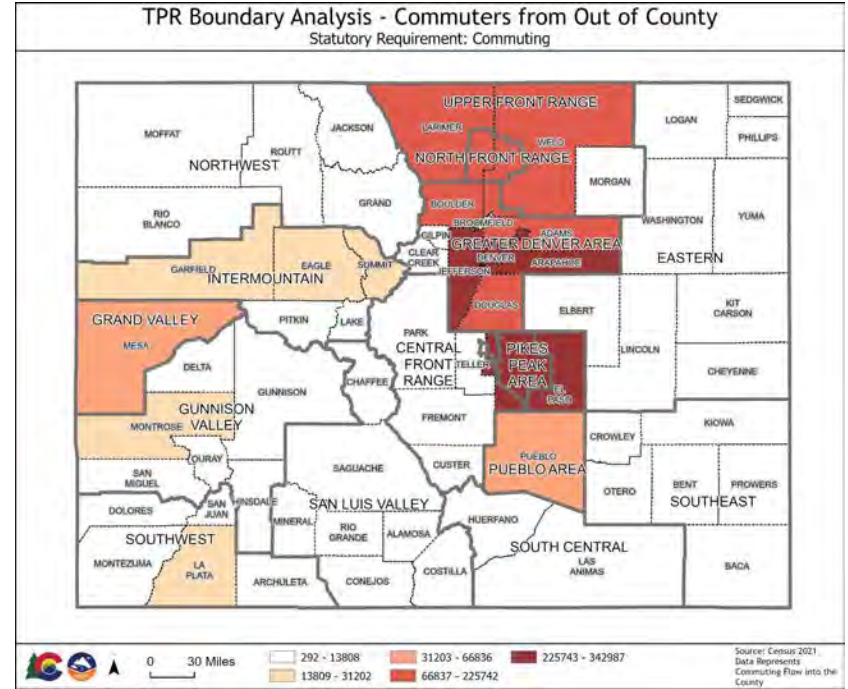 TPR Boundary Analysis - Commuters from Out of County
Statutory Requirement: Commuting
UPPER FRONT RANGE
SEDGWICK
LOGAN
JACKSON
LARIMER
MOFFAT
WELD
PHILLIPS
ROUTT
NORTHWEST
NORTH FRONT RANGE
MORGAN
GRAND
BOULDER
RIO
BLANCO
WASHINGTON
YUMA
BROOMFIELD
ADAMS
GILPIN
GREATER DENVER AREA
CLEAR
CREEK
DENVER
ARAPAHOE
EASTERN
GARFIELD
EAGLE
SUMMIT
JEFFERSON
INTERMOUNTAIN
DOUGLAS
ELBERT
KIT
CARSON
GRAND VALLEY
PITKIN
LAKE
MESA
PARK
LINCOLN
CENTRAL
FRONT
RANGE
PIKES
PEAK
AREA
TELLER
DELTA
CHEYENNE
CHAFFEE
EL
PASO
GUNNISON
GUNNISON
VALLEY
FREMONT
MONTROSE
KIOWA
CROWLEY
OURAY
PUEBLO
PUEBLO AREA
SAGUACHE
CUSTER
SAN
MIGUEL
OTERO
BENT
PROWERS
SOUTHEAST
HINSDALE
SAN LUIS VALLEY
DOLORES
SAN
JUAN
MINERAL
RIO
GRANDE
ALAMOSA
HUERFANO
SOUTHWEST
SOUTH CENTRAL
LAS
ANIMAS
MONTEZUMA
LA
PLATA
ARCHULETA
CONEJOS
COSTILLA
BACA
0 30 Miles
292 - 13808
13809 - 31202
31203 - 66836
66837 - 225742
225743 - 342987
Source: Census 2021
Data Represents
Commuting Flow into the
County